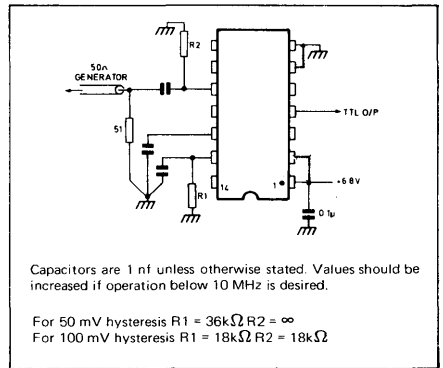 R2
50Ω
GENERATOR
TTL O/P
51
14
1
R1
+6.8V
0.1µ
Capacitors are 1 nf unless otherwise stated. Values should be
increased if operation below 10 MHz is desired.
For 50 mV hysteresis R1 = 36kΩ R2 = ∞
For 100 mV hysteresis R1 = 18kΩ R2 = 18kΩ